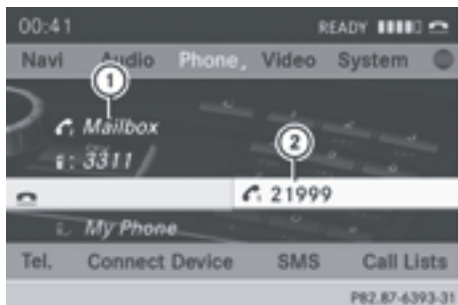 00:41 READY
Navi Audio Phone Video System
1
Mailbox
2
: 3311
21999
My Phone
Tel. Connect Device SMS Call Lists
P82.87-6393-31